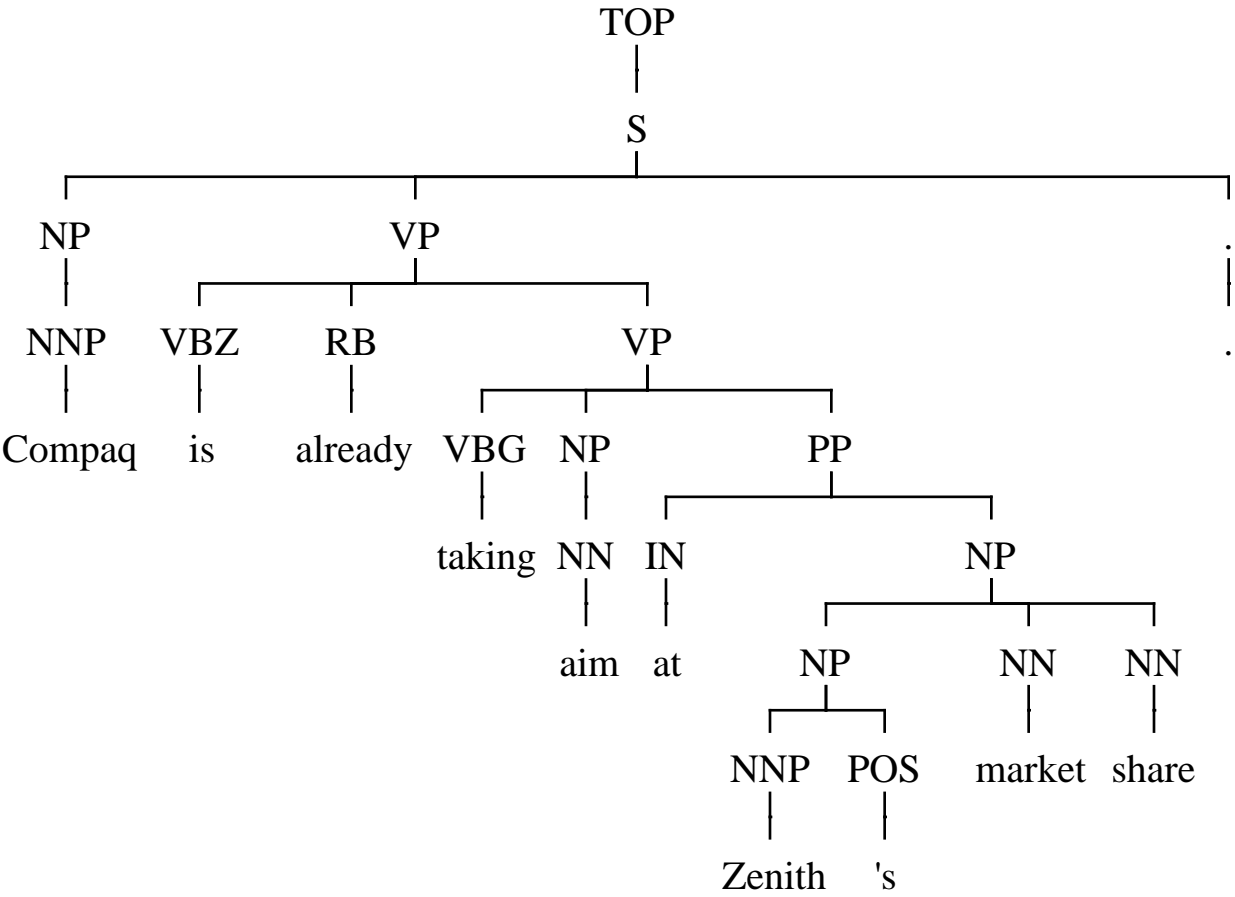 TOP
S
NP VP .
NNP VBZ RB VP .
Compaq is already VBG NP PP
taking NN IN NP
aim at NP NN NN
NNP POS market share
Zenith 's